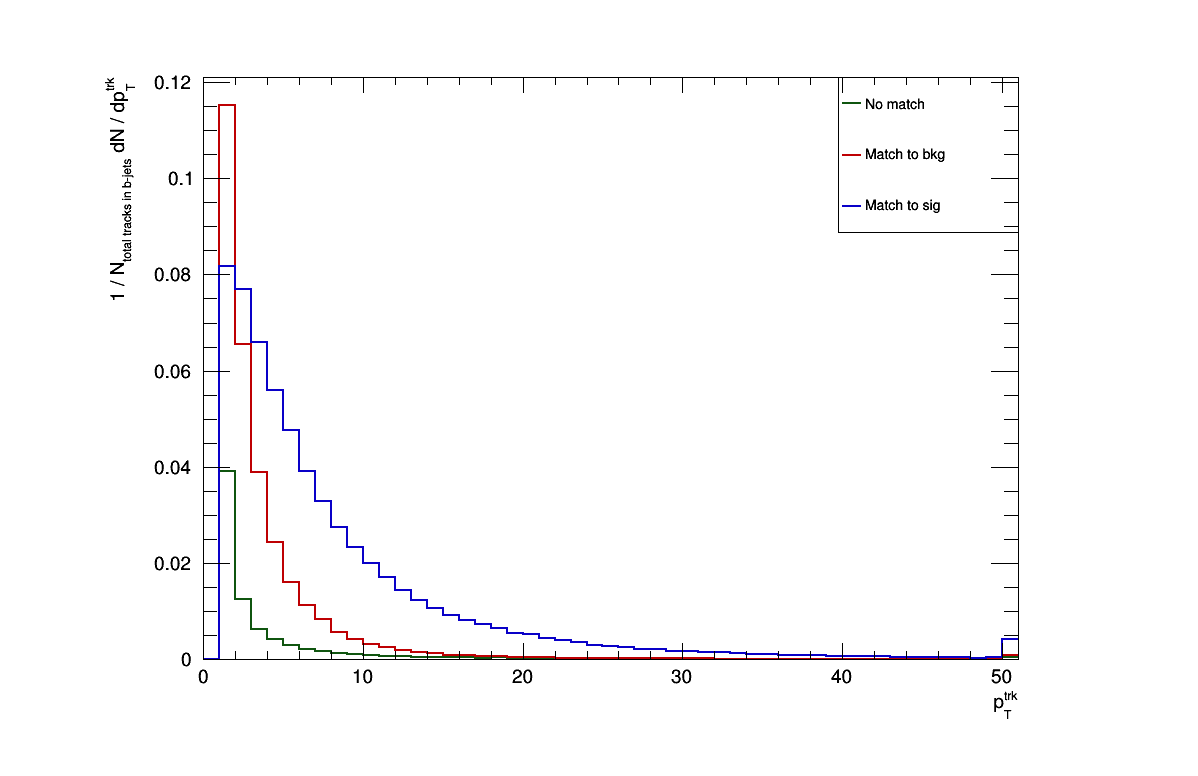 1 / N_total tracks in b-jets dN / dp_T^trk
0.12
0.1
0.08
0.06
0.04
0.02
0
No match
Match to bkg
Match to sig
0 10 20 30 40 50
p_T^trk